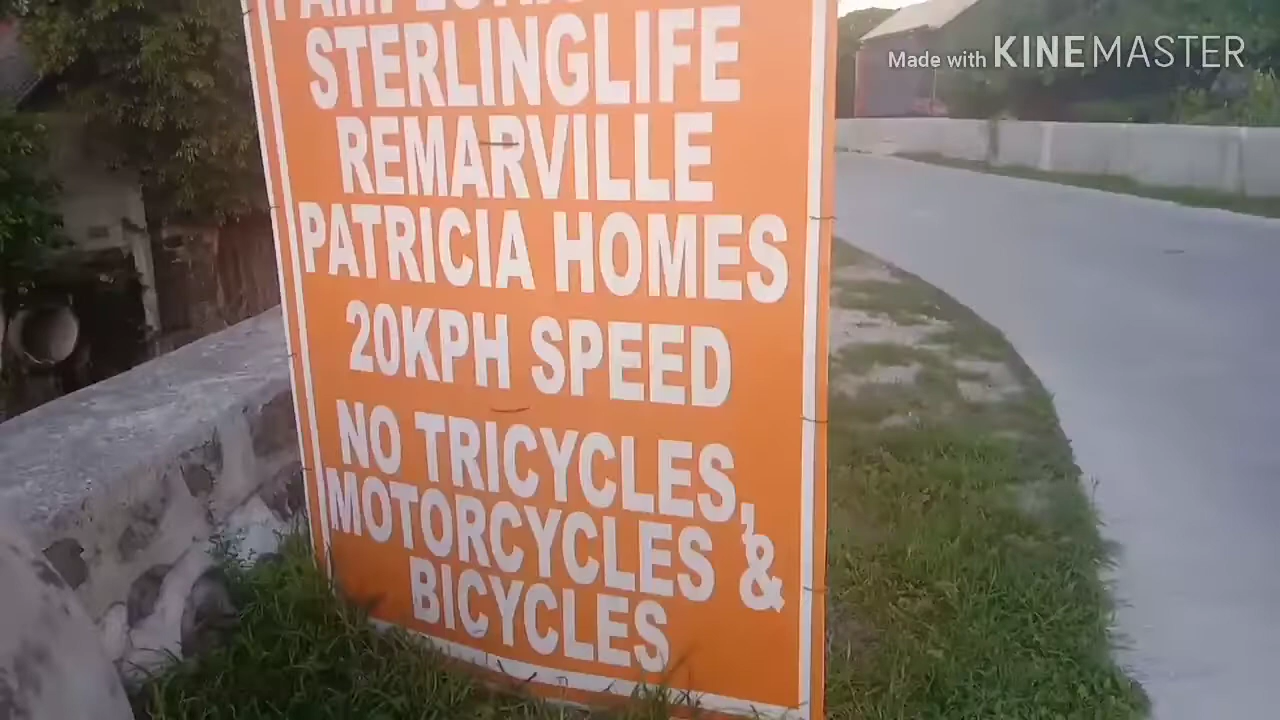 STERLINGLIFE
REMARVILLE
PATRICIA HOMES
20KPH SPEED
NO TRICYCLES,
MOTORCYCLES &
BICYCLES
Made with KINEMASTER